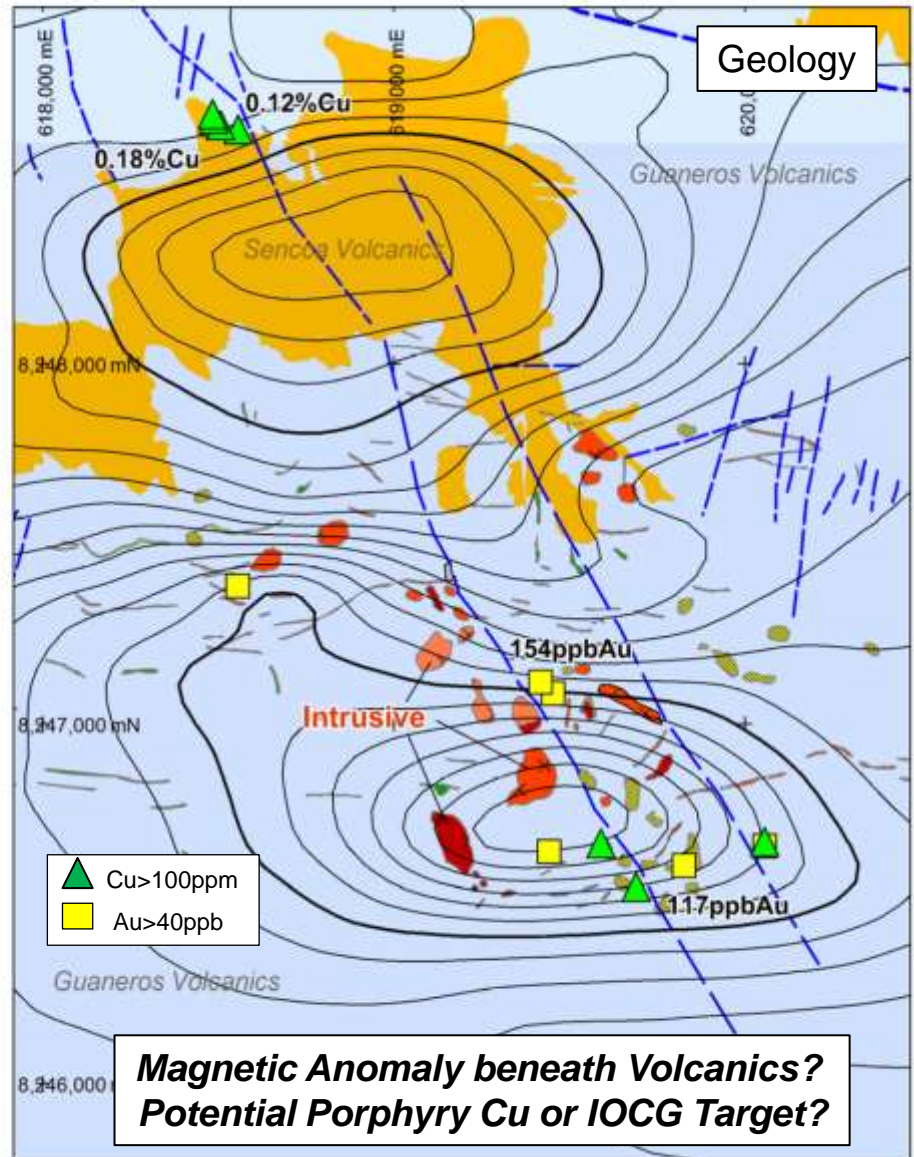 618,000 mE
619,000 mE
620,0
Geology
0.12%Cu
0.18%Cu
Guaneros Volcanics
Sencca Volcanics
8,248,000 mN
154ppbAu
8,247,000 mN
Intrusive
Cu>100ppm
Au>40ppb
117ppbAu
Guaneros Volcanics
8,246,000 m
Magnetic Anomaly beneath Volcanics?
Potential Porphyry Cu or IOCG Target?